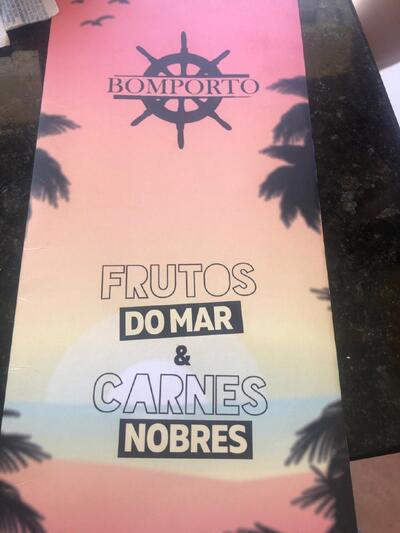 BOMPORTO
FRUTOS
DO MAR
&
CARNES
NOBRES